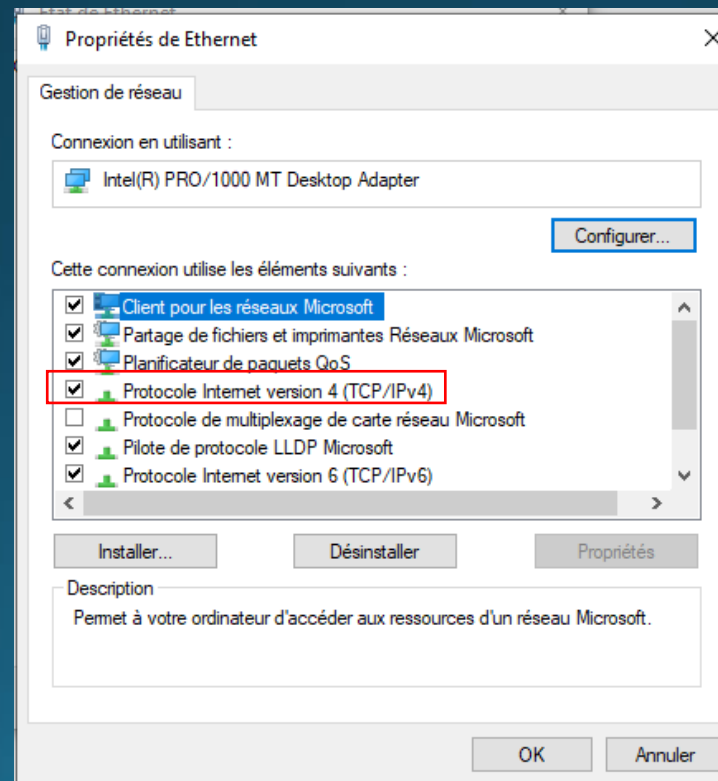 Etat de Ethernet
Propriétés de Ethernet
Gestion de réseau
Connexion en utilisant :
Intel(R) PRO/1000 MT Desktop Adapter
Configurer...
Cette connexion utilise les éléments suivants :
Client pour les réseaux Microsoft
Partage de fichiers et imprimantes Réseaux Microsoft
Planificateur de paquets QoS
Protocole Internet version 4 (TCP/IPv4)
Protocole de multiplexage de carte réseau Microsoft
Pilote de protocole LLDP Microsoft
Protocole Internet version 6 (TCP/IPv6)
Installer... Désinstaller Propriétés
Description
Permet à votre ordinateur d'accéder aux ressources d'un réseau Microsoft.
OK Annuler